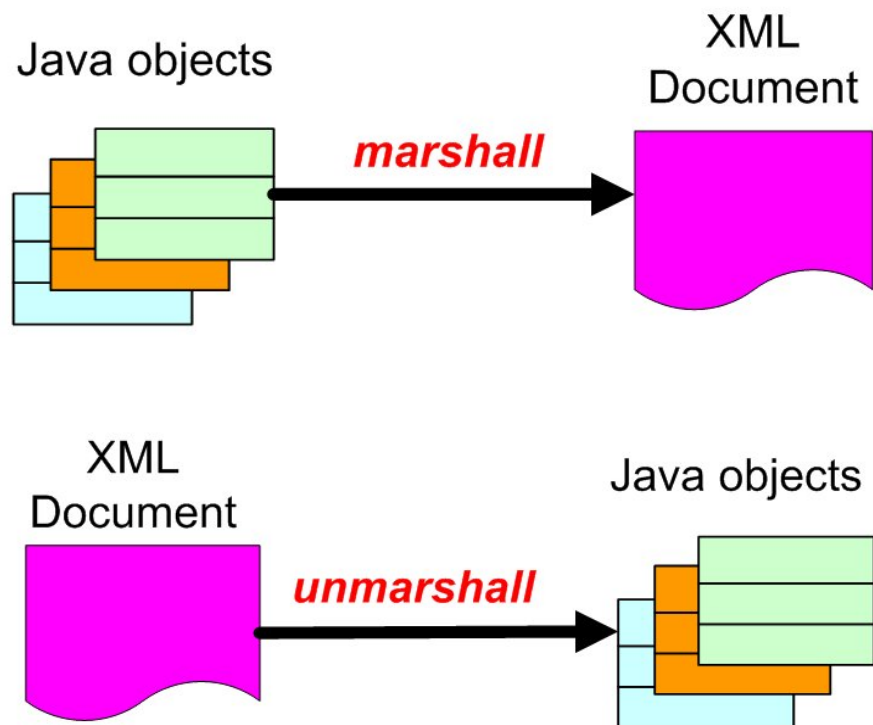 Java objects
XML
Document
marshall
XML
Document
Java objects
unmarshall